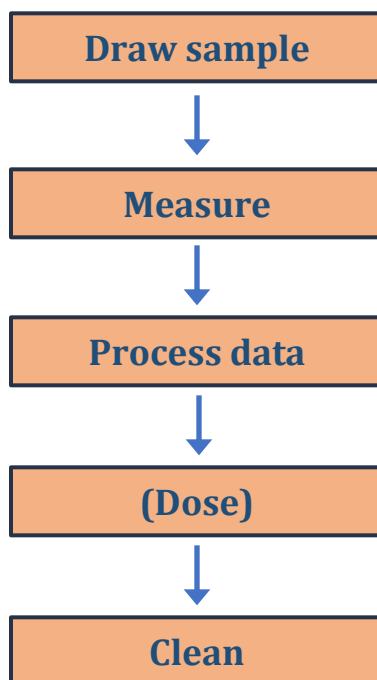 Draw sample
Measure
Process data
(Dose)
Clean